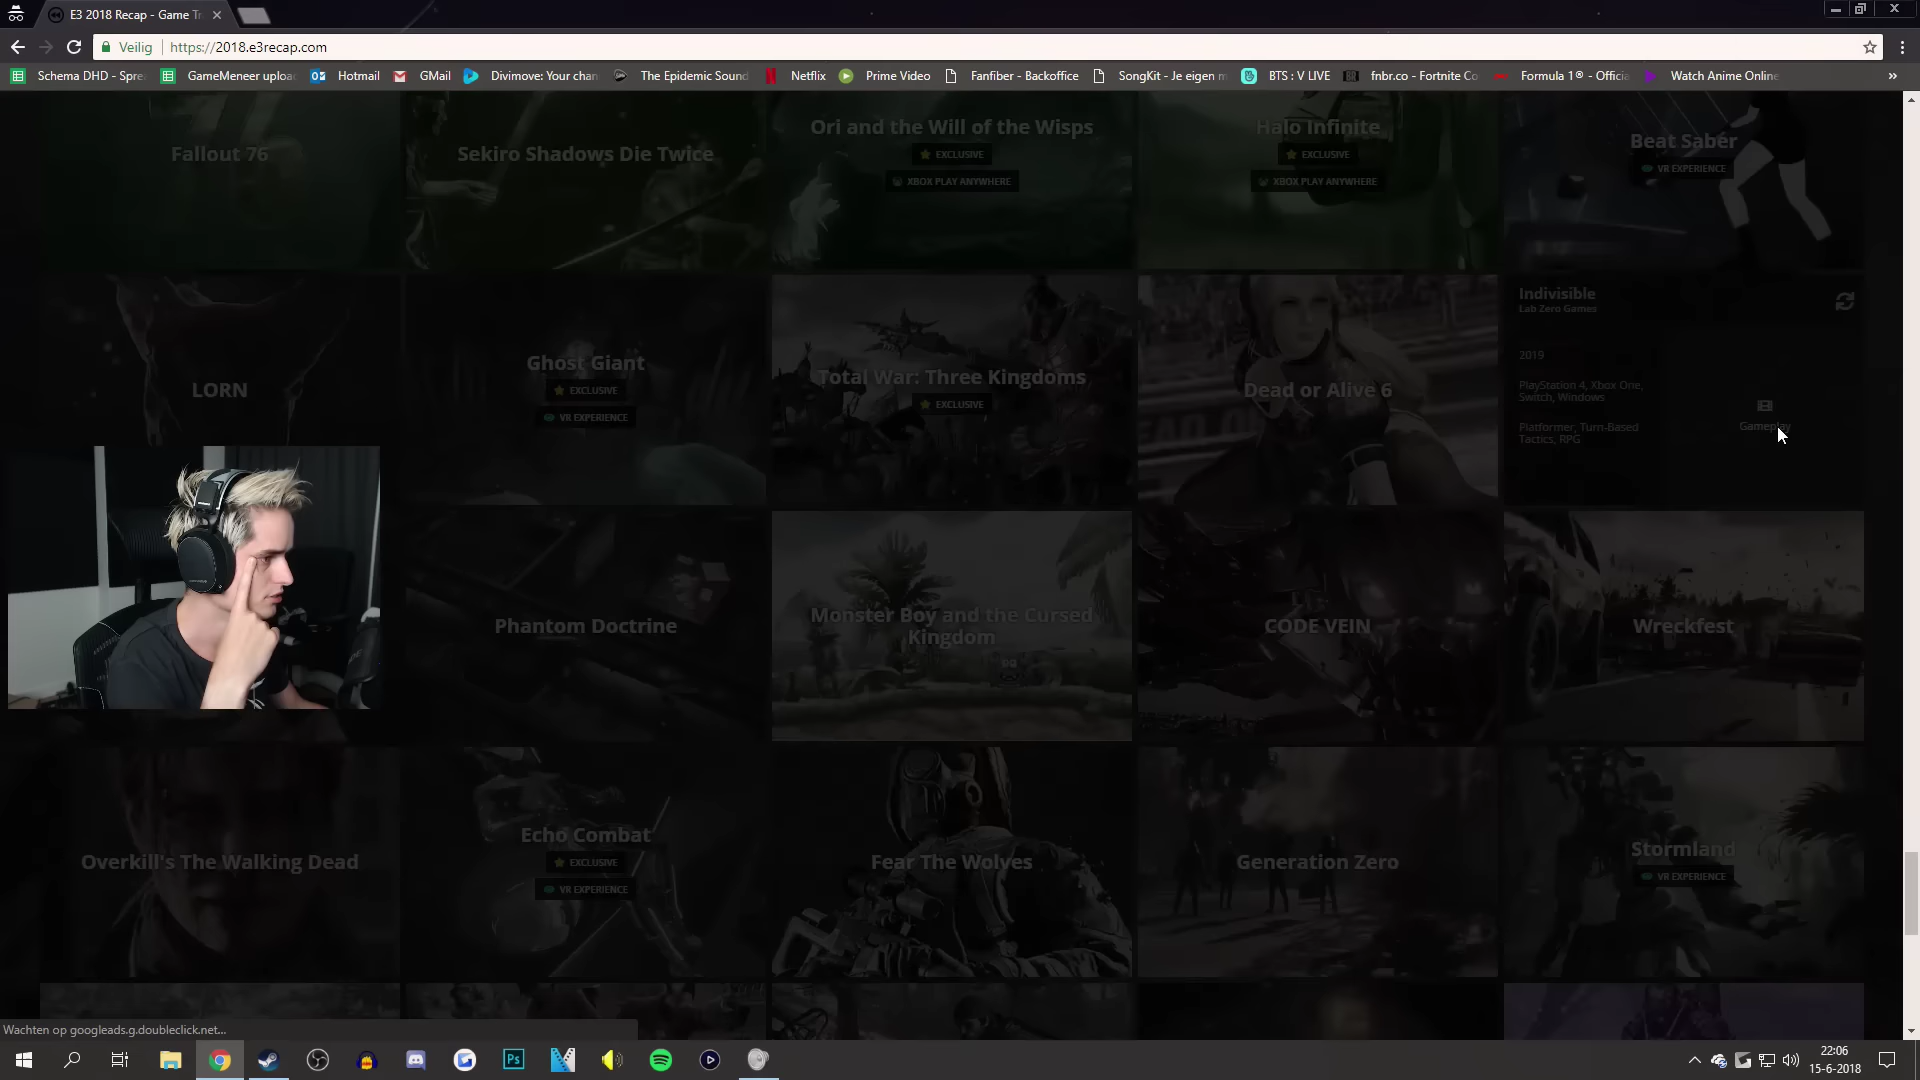 E3 2018 Recap - Game Tr
Veilig
https://2018.e3recap.com
Schema DHD - Spre
GameMeneer uploa
Hotmail
GMail
Divimove: Your chan
The Epidemic Sound
Netflix
Prime Video
Fanfiber - Backoffice
SongKit - Je eigen m
BTS : V LIVE
fnbr.co - Fortnite Co
Formula 1® - Officia
Watch Anime Online
»
Fallout 76
Sekiro Shadows Die Twice
Ori and the Will of the Wisps
EXCLUSIVE
XBOX PLAY ANYWHERE
Halo Infinite
EXCLUSIVE
XBOX PLAY ANYWHERE
Beat Saber
VR EXPERIENCE
LORN
Ghost Giant
EXCLUSIVE
VR EXPERIENCE
Total War: Three Kingdoms
EXCLUSIVE
Dead or Alive 6
Indivisible
Lab Zero Games
2019
PlayStation 4, Xbox One,
Switch, Windows
Platformer, Turn-Based
Tactics, RPG
Gameplay
Phantom Doctrine
Monster Boy and the Cursed
Kingdom
CODE VEIN
Wreckfest
Overkill's The Walking Dead
Echo Combat
EXCLUSIVE
VR EXPERIENCE
Fear The Wolves
Generation Zero
Stormland
VR EXPERIENCE
Wachten op googleads.g.doubleclick.net...
Ps
22:06
15-6-2018